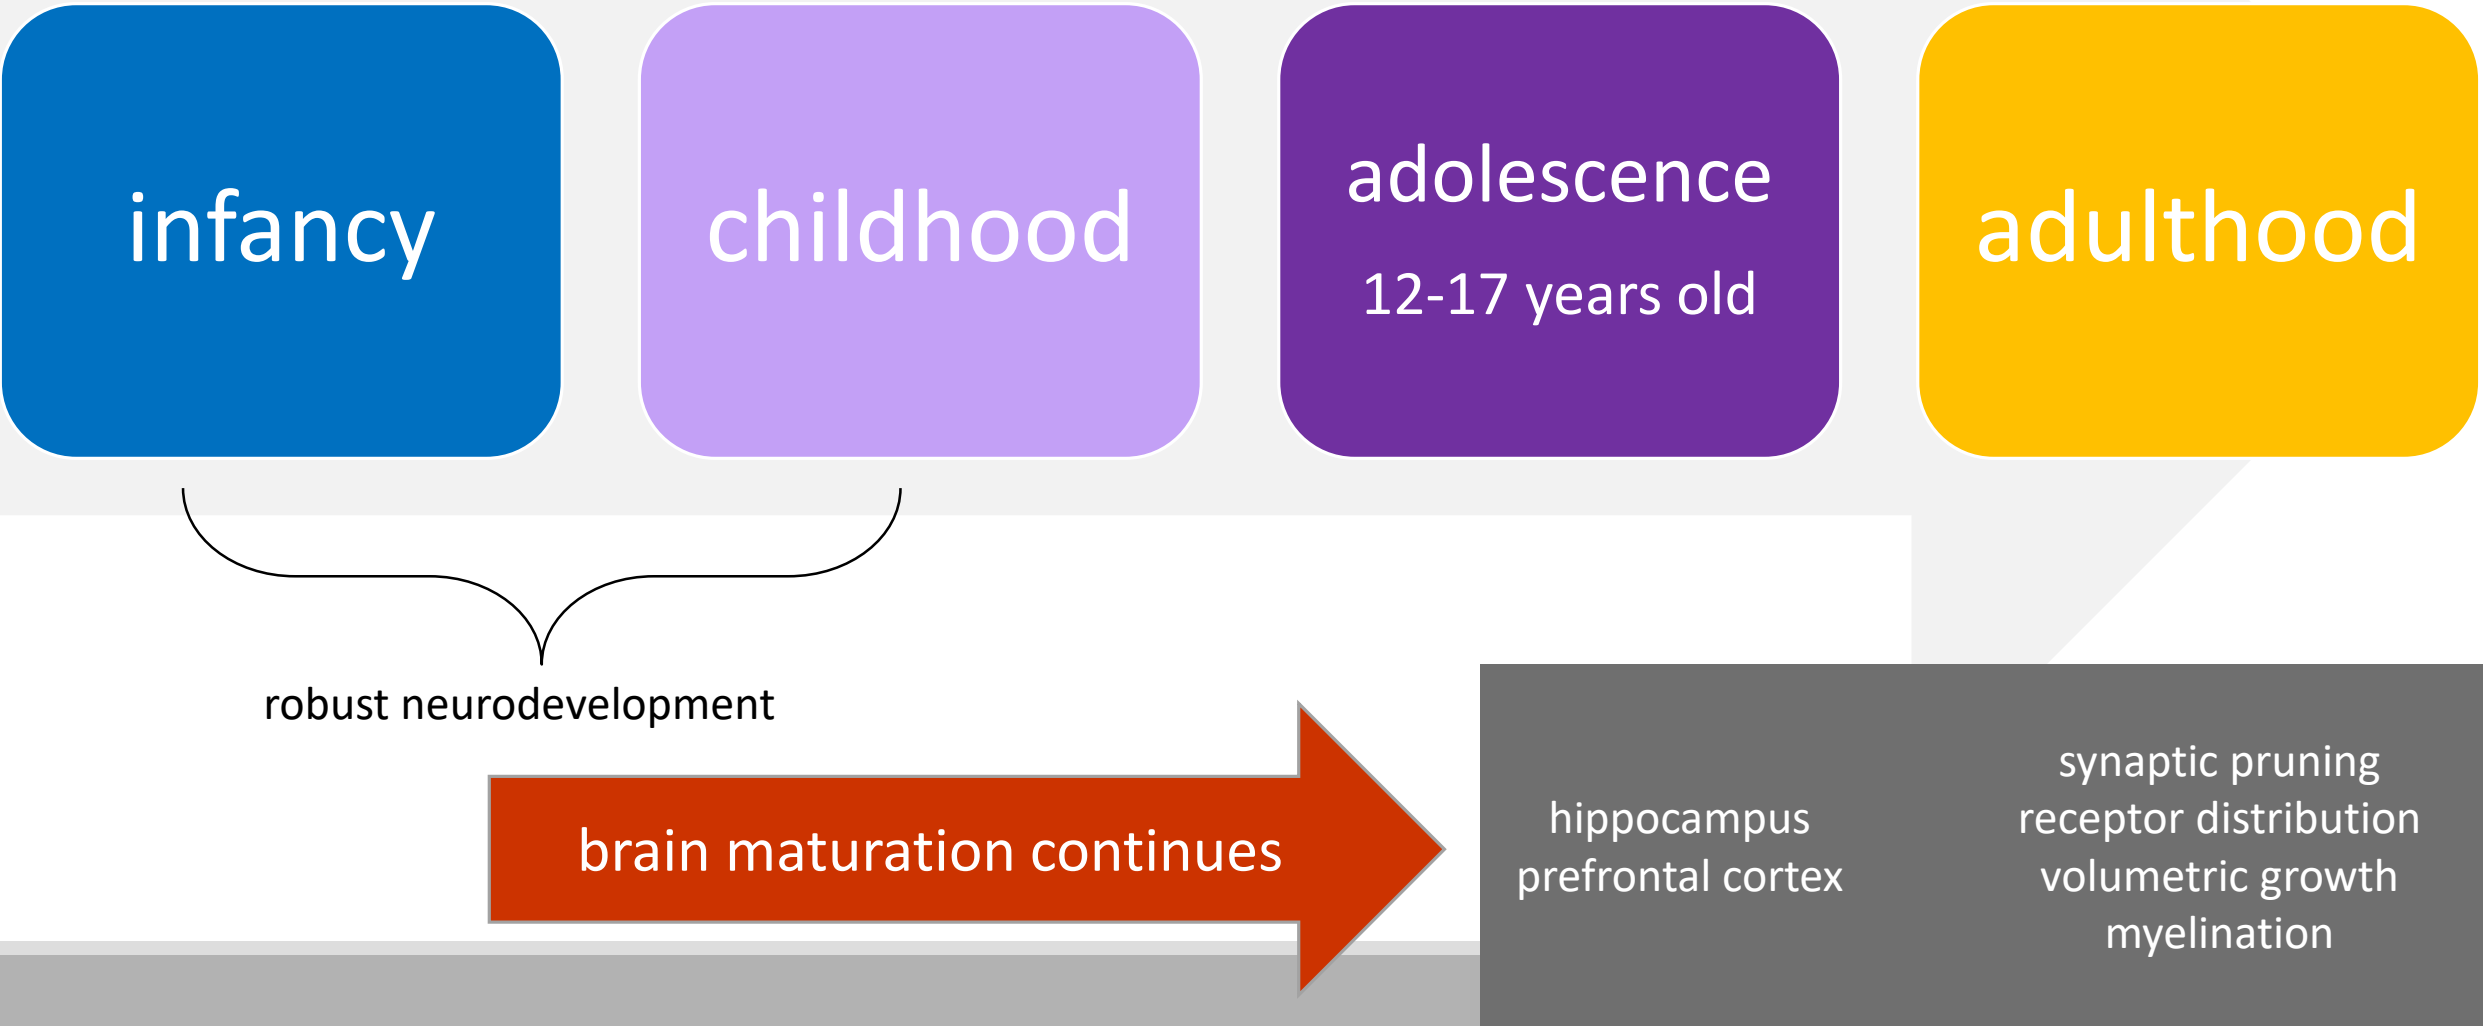 infancy
childhood
adolescence
12-17 years old
adulthood
robust neurodevelopment
brain maturation continues
hippocampus
prefrontal cortex
synaptic pruning
receptor distribution
volumetric growth
myelination